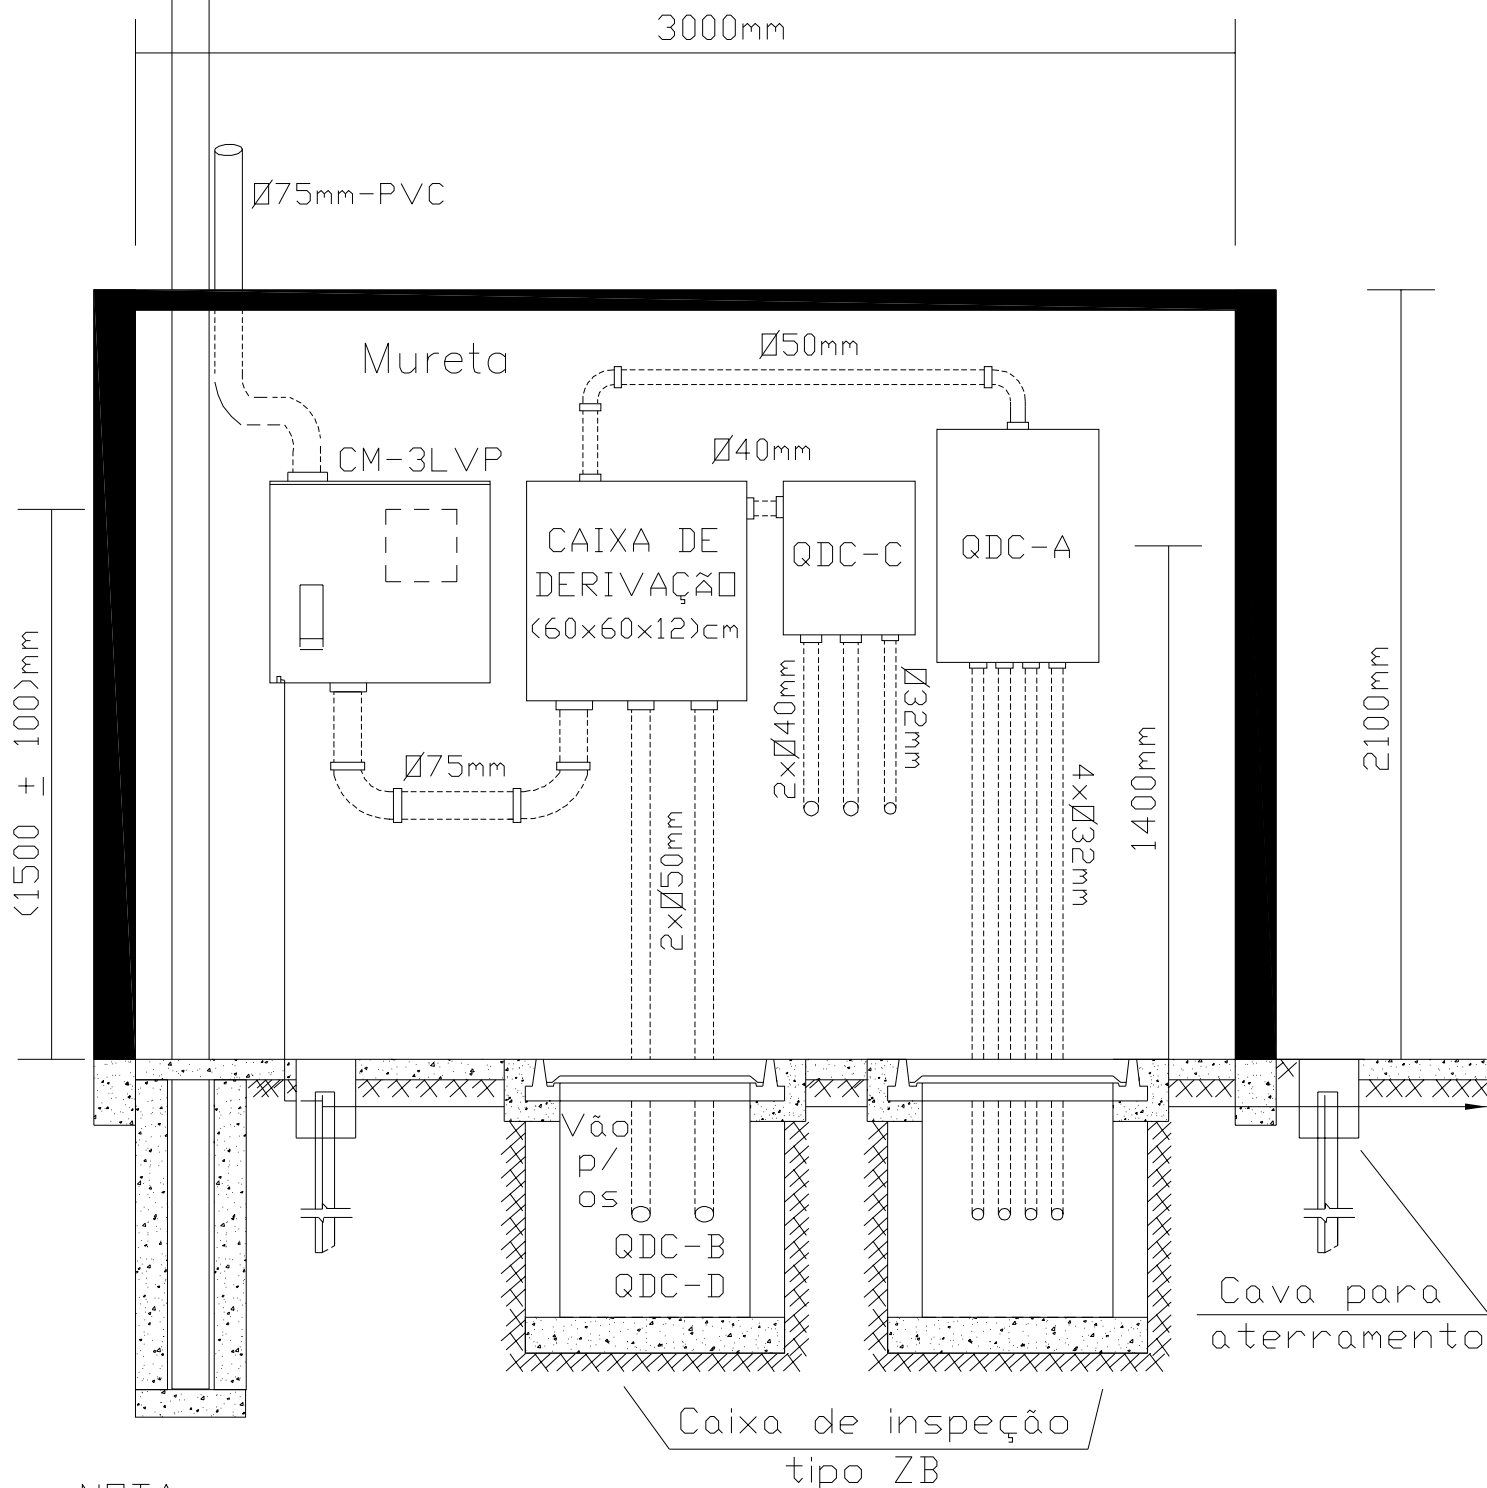 3000mm
Ø75mm-PVC
Ø50mm
Mureta
Ø40mm
CM-3LVP
CAIXA DE
DERIVAÇãO
(60x60x12)cm
QDC-C
QDC-A
(1500 ± 100)mm
2xØ40mm
Ø32mm
2100mm
1400mm
Ø75mm
4xØ32mm
2xØ50mm
Vão
p/
os
QDC-B
QDC-D
Cava para
aterramento
Caixa de inspeção
tipo ZB